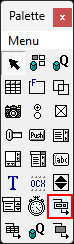 Palette x
Menu
Q
Push
abc
T OCX
Q